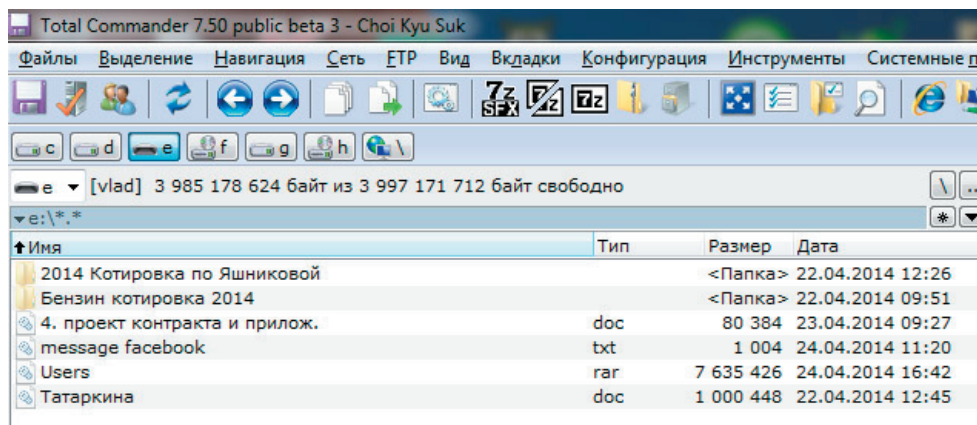 Total Commander 7.50 public beta 3 - Choi Kyu Suk
Файлы Выделение Навигация Сеть FTP Вид Вкладки Конфигурация Инструменты Системные
7z SFX 7z 7z
c d e f g h \
e [vlad] 3 985 178 624 байт из 3 997 171 712 байт свободно \ ..
e:\*.* *
Имя Тип Размер Дата
2014 Котировка по Яшниковой <Папка> 22.04.2014 12:26
Бензин котировка 2014 <Папка> 22.04.2014 09:51
4. проект контракта и прилож. doc 80 384 23.04.2014 09:27
message facebook txt 1 004 24.04.2014 11:20
Users rar 7 635 426 24.04.2014 16:42
Татаркина doc 1 000 448 22.04.2014 12:45